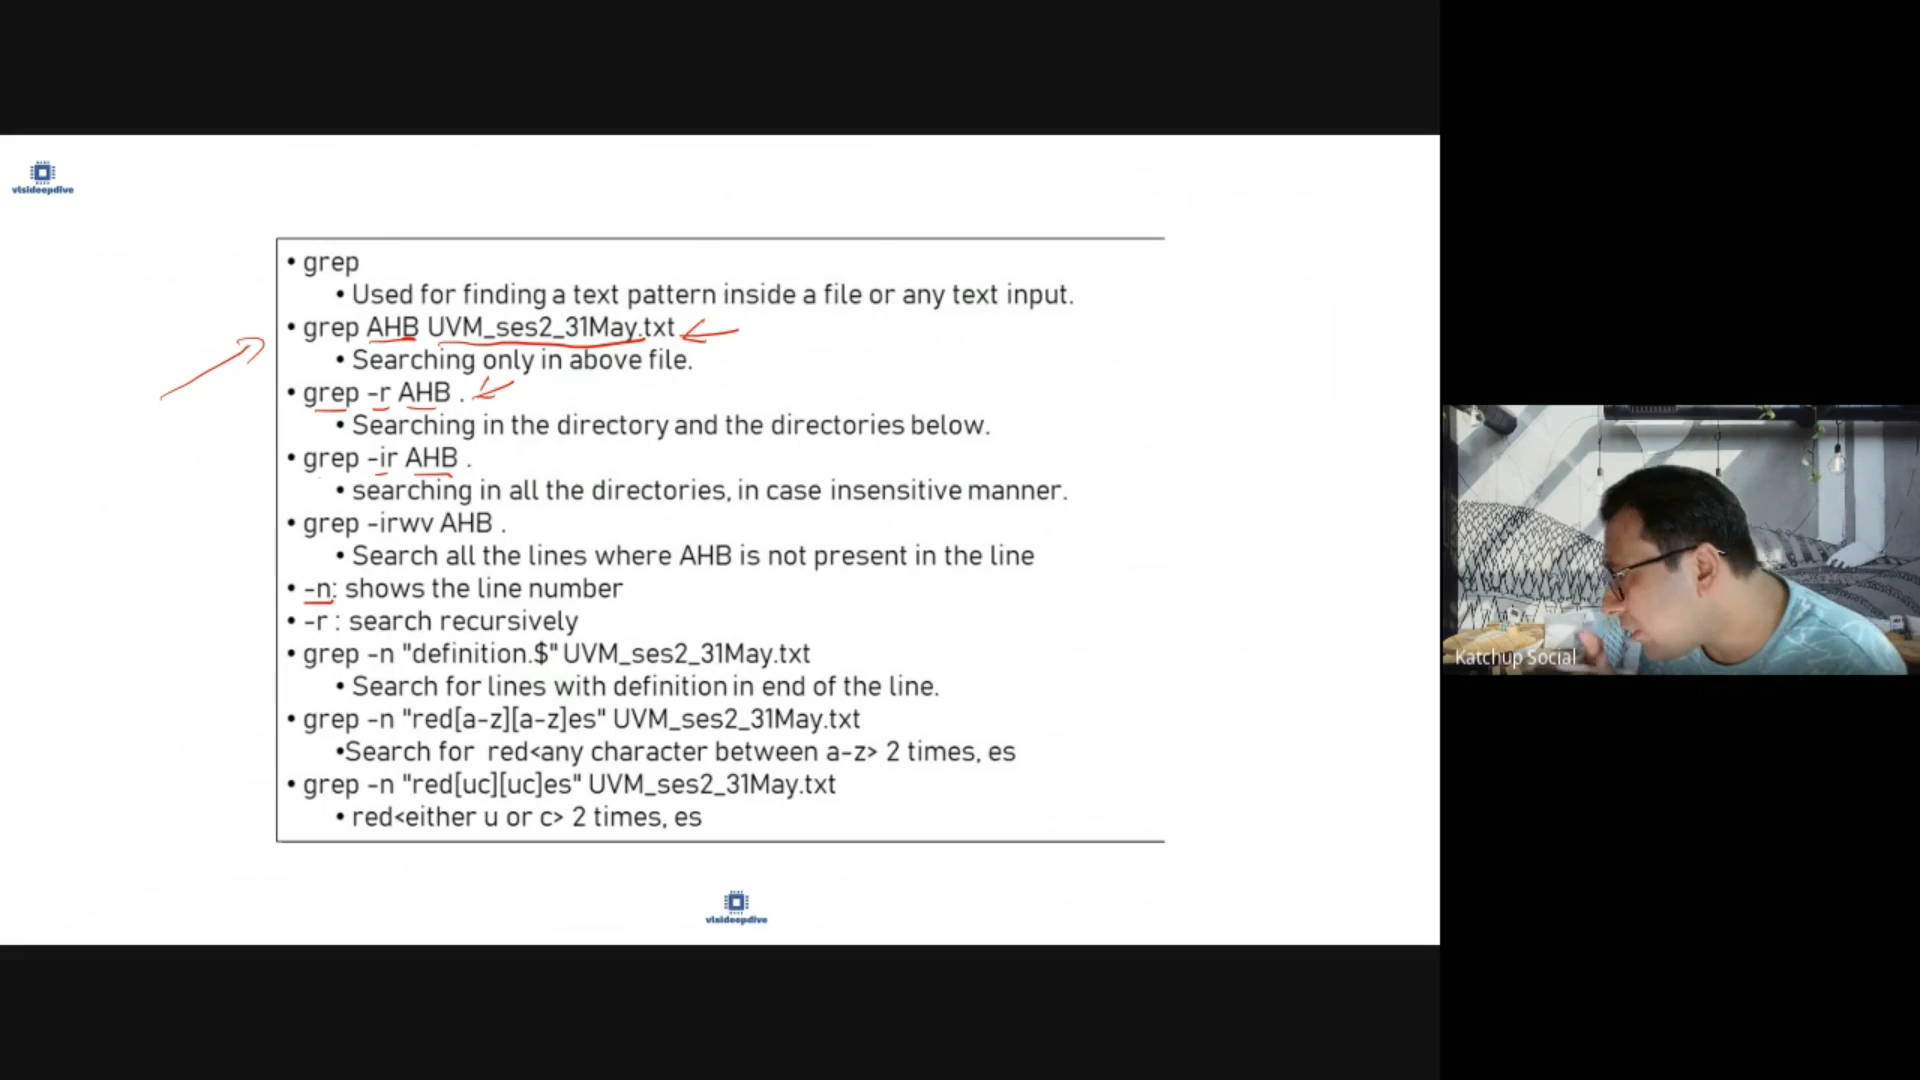 vlsideepdive
• grep
• Used for finding a text pattern inside a file or any text input.
• grep AHB UVM_ses2_31May.txt
• Searching only in above file.
• grep -r AHB .
• Searching in the directory and the directories below.
• grep -ir AHB .
• searching in all the directories, in case insensitive manner.
• grep -irwv AHB .
• Search all the lines where AHB is not present in the line
• -n: shows the line number
• -r : search recursively
• grep -n "definition.$" UVM_ses2_31May.txt
• Search for lines with definition in end of the line.
• grep -n "red[a-z][a-z]es" UVM_ses2_31May.txt
•Search for red<any character between a-z> 2 times, es
• grep -n "red[uc][uc]es" UVM_ses2_31May.txt
• red<either u or c> 2 times, es
vlsideepdive
Katchup Social